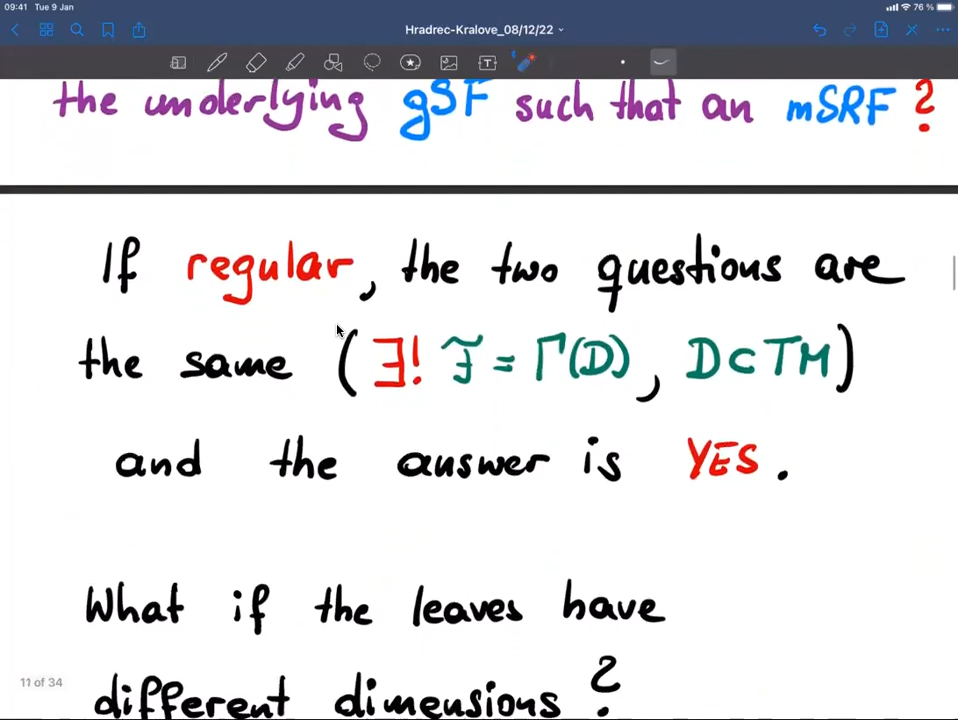 09:41 Tue 9 Jan 76 %
Hradrec-Kralove_08/12/22
the underlying gSF such that an mSRF ?
If regular, the two questions are
the same (∃! ℱ = Γ(D), D ⊂ TM)
and the answer is YES.
What if the leaves have
11 of 34
different dimensions ?